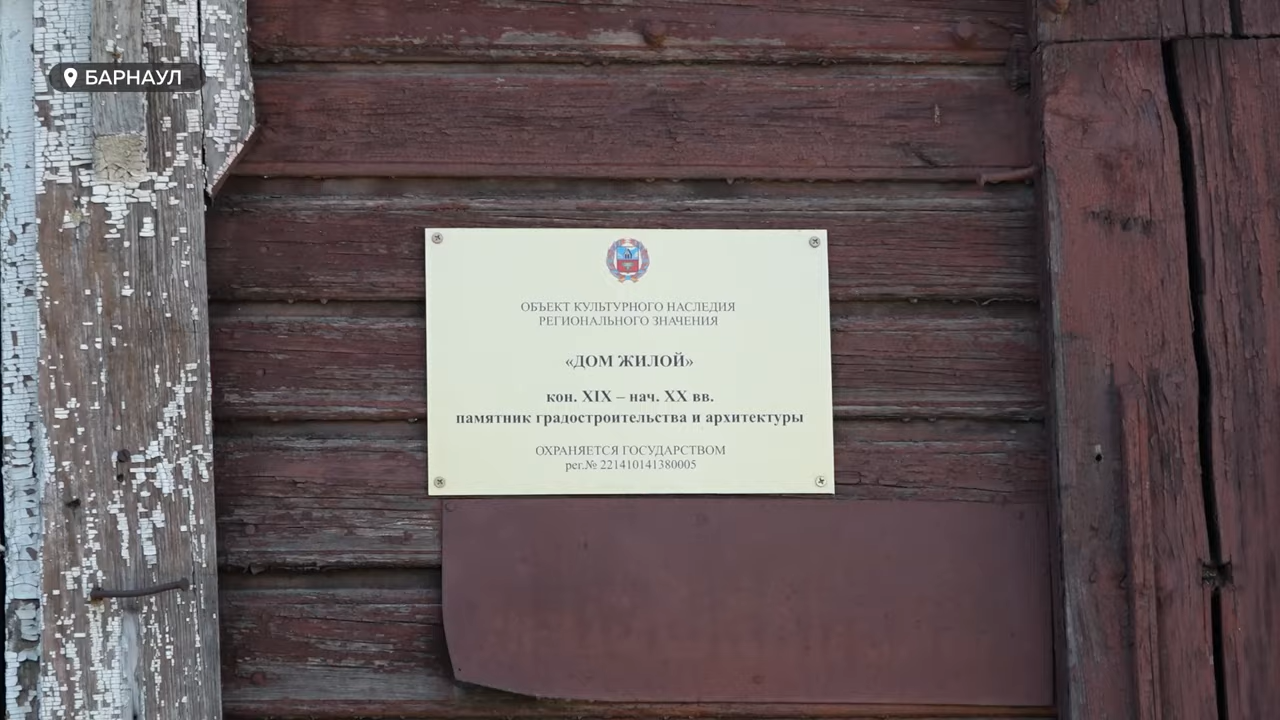 БАРНАУЛ
ОБЪЕКТ КУЛЬТУРНОГО НАСЛЕДИЯ
РЕГИОНАЛЬНОГО ЗНАЧЕНИЯ
«ДОМ ЖИЛОЙ»
кон. XIX – нач. XX вв.
памятник градостроительства и архитектуры
ОХРАНЯЕТСЯ ГОСУДАРСТВОМ
рег.№ 221410141380005